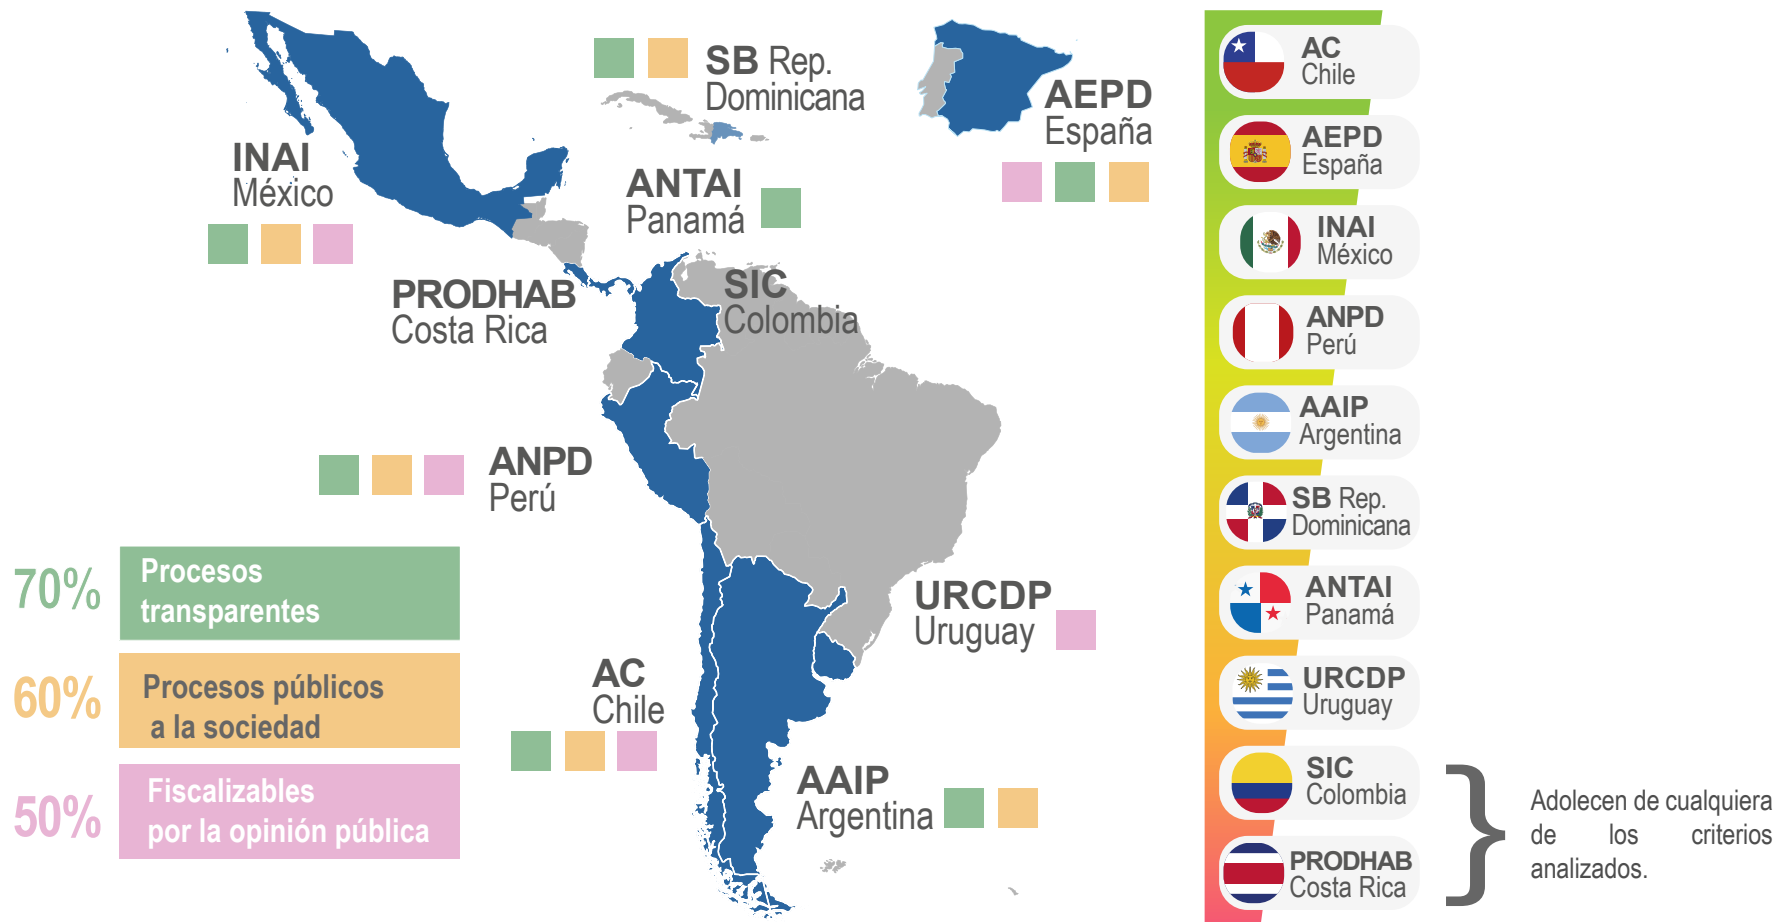 SB Rep.
Dominicana
AEPD
España
INAI
México
ANTAI
Panamá
PRODHAB
Costa Rica
SIC
Colombia
ANPD
Perú
70%
Procesos
transparentes
60%
Procesos públicos
a la sociedad
50%
Fiscalizables
por la opinión pública
URCDP
Uruguay
AC
Chile
AAIP
Argentina
AC
Chile
AEPD
España
INAI
México
ANPD
Perú
AAIP
Argentina
SB Rep.
Dominicana
ANTAI
Panamá
URCDP
Uruguay
SIC
Colombia
PRODHAB
Costa Rica
Adolecen de cualquiera
de los criterios
analizados.